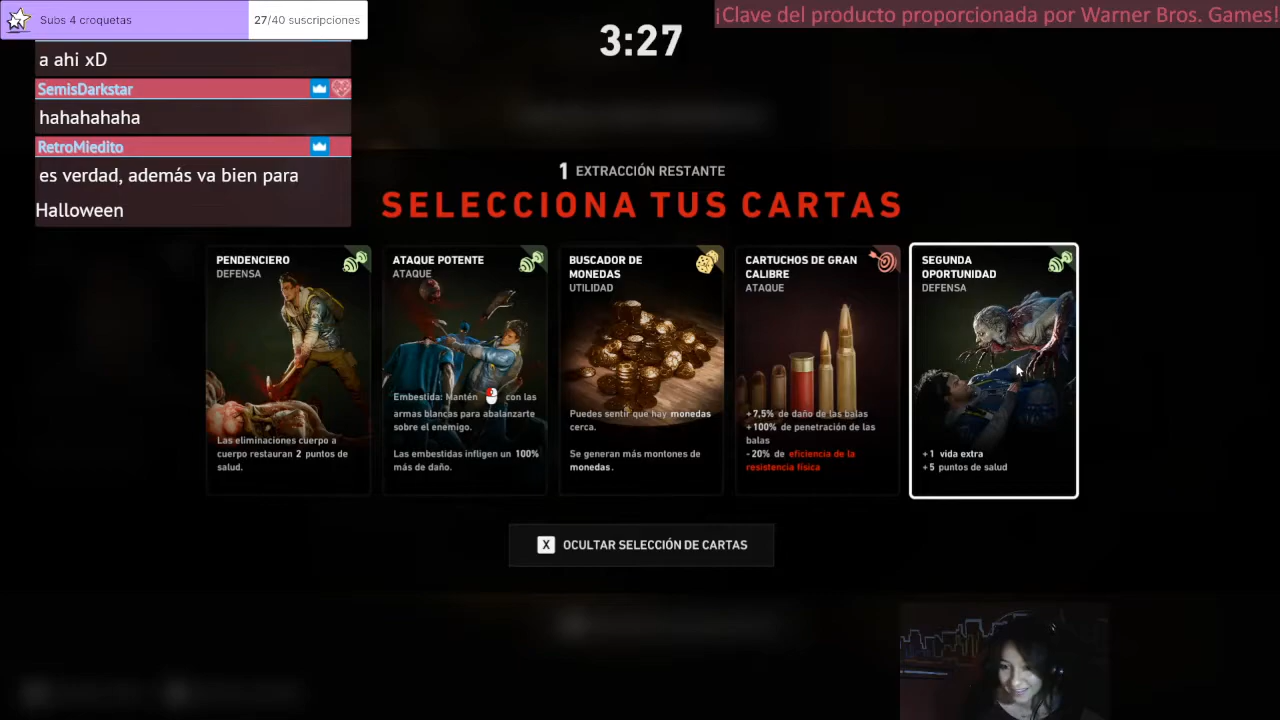 Subs 4 croquetas
27/40 suscripciones
¡Clave del producto proporcionada por Warner Bros. Games!
3:27
a ahi xD
SemisDarkstar
hahahahaha
RetroMiedito
es verdad, además va bien para
Halloween
1 EXTRACCIÓN RESTANTE
SELECCIONA TUS CARTAS
PENDENCIERO
DEFENSA
Las eliminaciones cuerpo a
cuerpo restauran 2 puntos de
salud.
ATAQUE POTENTE
ATAQUE
Embestida: Mantén con las
armas blancas para abalanzarte
sobre el enemigo.
Las embestidas infligen un 100%
más de daño.
BUSCADOR DE
MONEDAS
UTILIDAD
Puedes sentir que hay monedas
cerca.
Se generan más montones de
monedas.
CARTUCHOS DE GRAN
CALIBRE
ATAQUE
+7,5% de daño de las balas
+100% de penetración de las
balas
-20% de eficiencia de la
resistencia física
SEGUNDA
OPORTUNIDAD
DEFENSA
+1 vida extra
+5 puntos de salud
X OCULTAR SELECCIÓN DE CARTAS